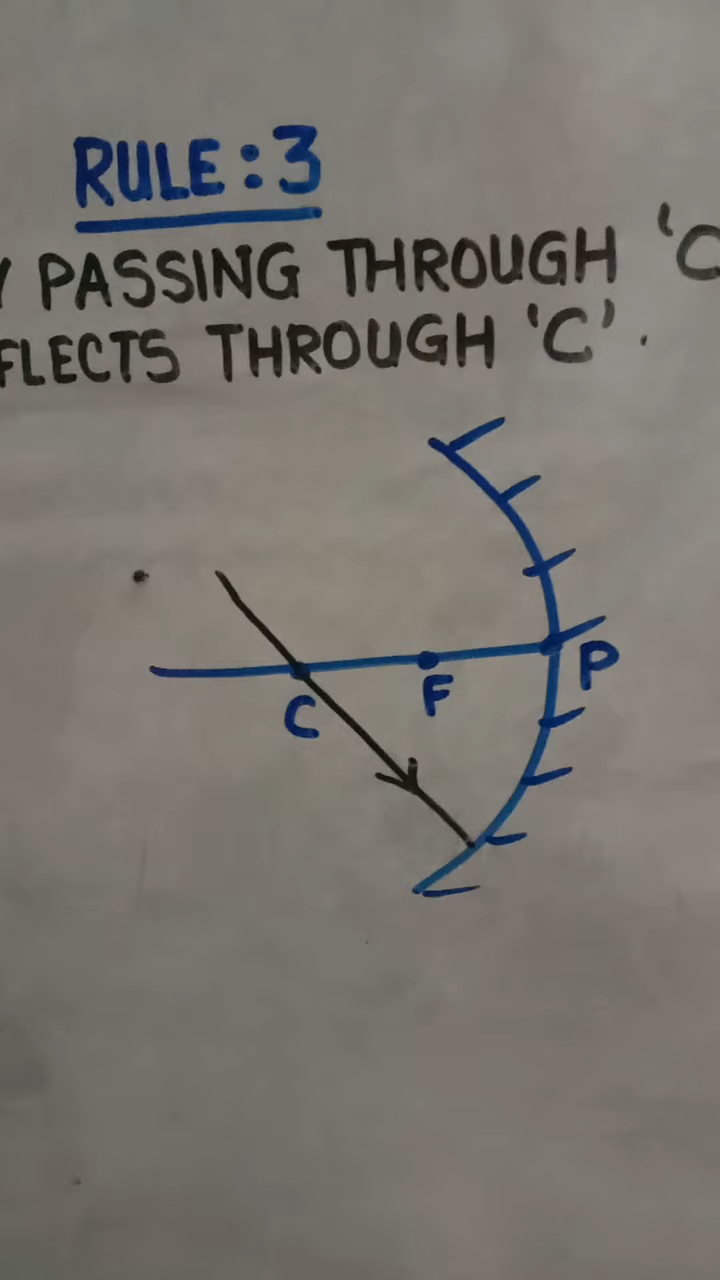 RULE:3
Y PASSING THROUGH 'C
FLECTS THROUGH 'C'.
C
F
P